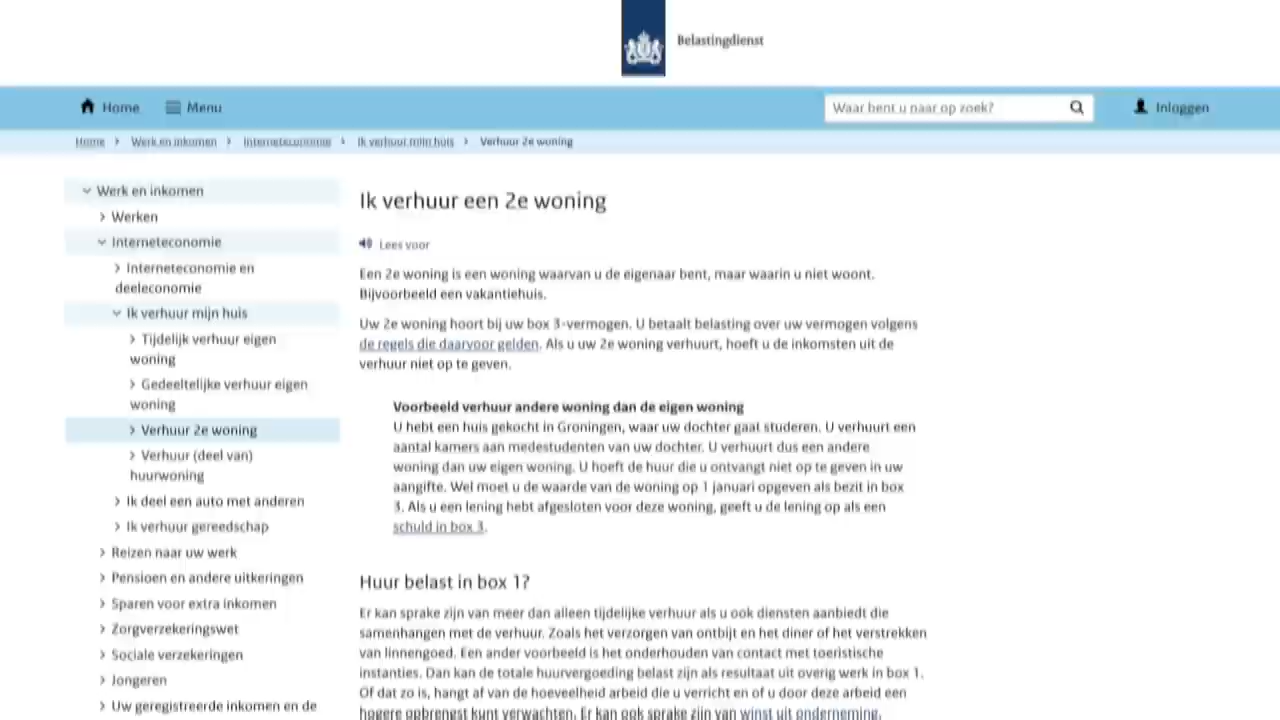 Belastingdienst
Home
Menu
Waar bent u naar op zoek?
Inloggen
Home > Werk en inkomen > Interneteconomie > Ik verhuur mijn huis > Verhuur 2e woning
Werk en inkomen
Werken
Interneteconomie
Interneteconomie en
deeleconomie
Ik verhuur mijn huis
Tijdelijk verhuur eigen
woning
Gedeeltelijke verhuur eigen
woning
Verhuur 2e woning
Verhuur (deel van)
huurwoning
Ik deel een auto met anderen
Ik verhuur gereedschap
Reizen naar uw werk
Pensioen en andere uitkeringen
Sparen voor extra inkomen
Zorgverzekeringswet
Sociale verzekeringen
Jongeren
Uw geregistreerde inkomen en de
Ik verhuur een 2e woning
Lees voor
Een 2e woning is een woning waarvan u de eigenaar bent, maar waarin u niet woont.
Bijvoorbeeld een vakantiehuis.
Uw 2e woning hoort bij uw box 3-vermogen. U betaalt belasting over uw vermogen volgens
de regels die daarvoor gelden. Als u uw 2e woning verhuurt, hoeft u de inkomsten uit de
verhuur niet op te geven.
Voorbeeld verhuur andere woning dan de eigen woning
U hebt een huis gekocht in Groningen, waar uw dochter gaat studeren. U verhuurt een
aantal kamers aan medestudenten van uw dochter. U verhuurt dus een andere
woning dan uw eigen woning. U hoeft de huur die u ontvangt niet op te geven in uw
aangifte. Wel moet u de waarde van de woning op 1 januari opgeven als bezit in box
3. Als u een lening hebt afgesloten voor deze woning, geeft u de lening op als een
schuld in box 3.
Huur belast in box 1?
Er kan sprake zijn van meer dan alleen tijdelijke verhuur als u ook diensten aanbiedt die
samenhangen met de verhuur. Zoals het verzorgen van ontbijt en het diner of het verstrekken
van linnengoed. Een ander voorbeeld is het onderhouden van contact met toeristische
instanties. Dan kan de totale huurvergoeding belast zijn als resultaat uit overig werk in box 1.
Of dat zo is, hangt af van de hoeveelheid arbeid die u verricht en of u door deze arbeid een
hogere opbrengst kunt verwachten. Er kan ook sprake zijn van winst uit onderneming.